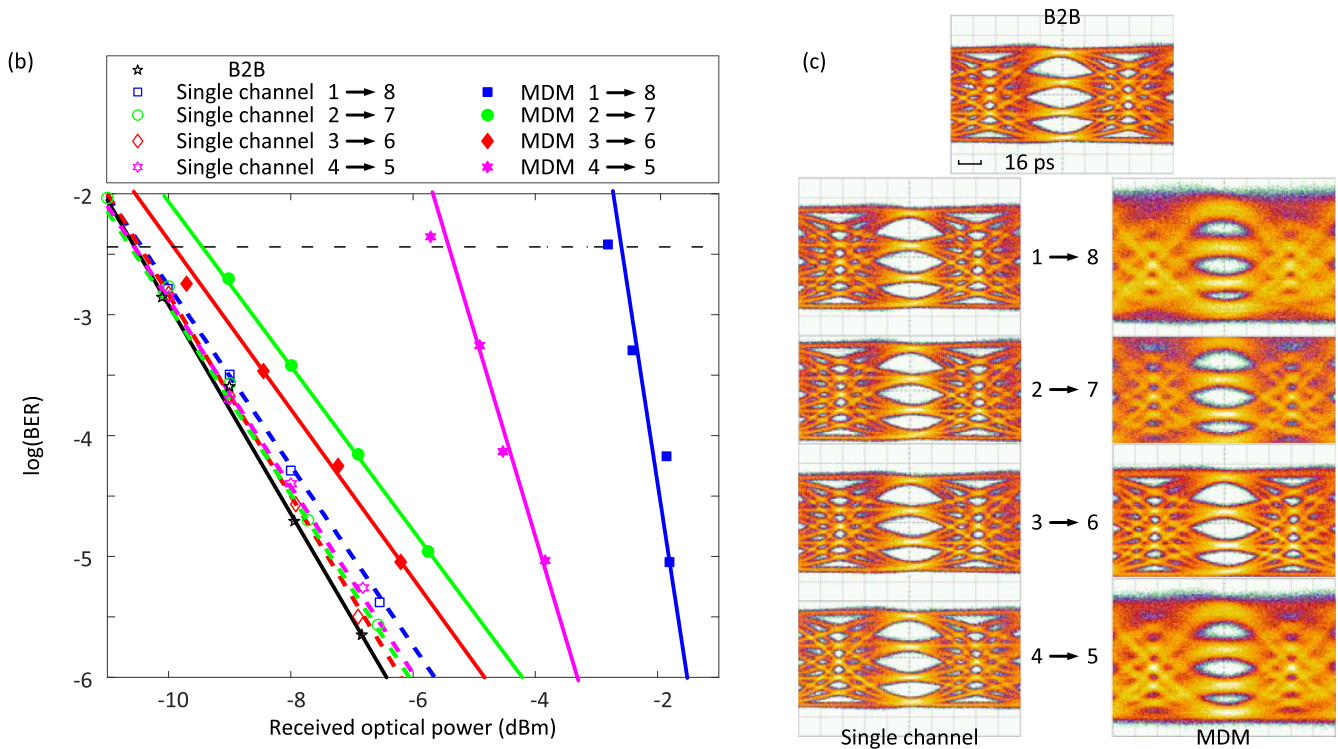 (b)
B2B
Single channel 1 → 8
Single channel 2 → 7
Single channel 3 → 6
Single channel 4 → 5
MDM 1 → 8
MDM 2 → 7
MDM 3 → 6
MDM 4 → 5
-2
-3
-4
-5
-6
log(BER)
-10 -8 -6 -4 -2
Received optical power (dBm)
(c)
B2B
16 ps
1 → 8
2 → 7
3 → 6
4 → 5
Single channel
MDM